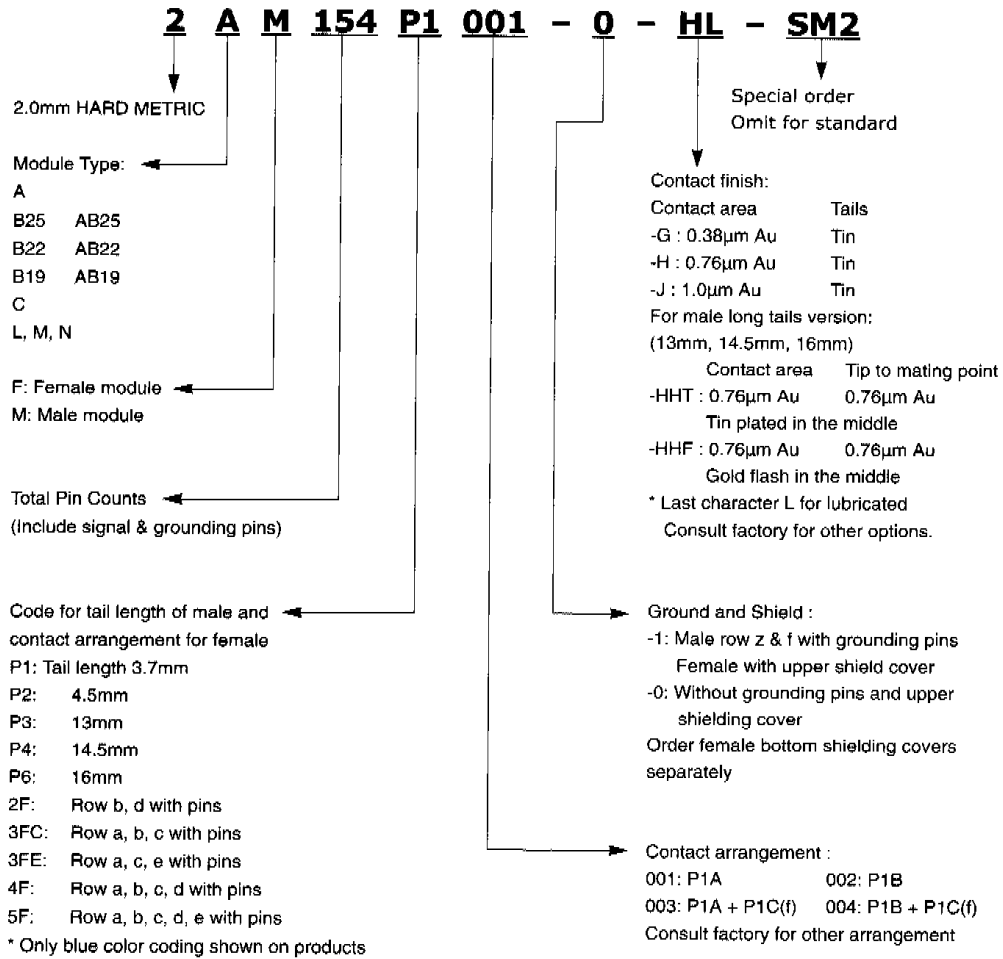 2 A M 154 P1 001 - 0 - HL - SM2
2.0mm HARD METRIC
Module Type:
A
B25 AB25
B22 AB22
B19 AB19
C
L, M, N
F: Female module
M: Male module
Total Pin Counts
(Include signal & grounding pins)
Code for tail length of male and
contact arrangement for female
P1: Tail length 3.7mm
P2: 4.5mm
P3: 13mm
P4: 14.5mm
P6: 16mm
2F: Row b, d with pins
3FC: Row a, b, c with pins
3FE: Row a, c, e with pins
4F: Row a, b, c, d with pins
5F: Row a, b, c, d, e with pins
* Only blue color coding shown on products
Special order
Omit for standard
Contact finish:
Contact area Tails
-G : 0.38μm Au Tin
-H : 0.76μm Au Tin
-J : 1.0μm Au Tin
For male long tails version:
(13mm, 14.5mm, 16mm)
Contact area Tip to mating point
-HHT : 0.76μm Au 0.76μm Au
Tin plated in the middle
-HHF : 0.76μm Au 0.76μm Au
Gold flash in the middle
* Last character L for lubricated
Consult factory for other options.
Ground and Shield :
-1: Male row z & f with grounding pins
Female with upper shield cover
-0: Without grounding pins and upper
shielding cover
Order female bottom shielding covers
separately
Contact arrangement :
001: P1A 002: P1B
003: P1A + P1C(f) 004: P1B + P1C(f)
Consult factory for other arrangement